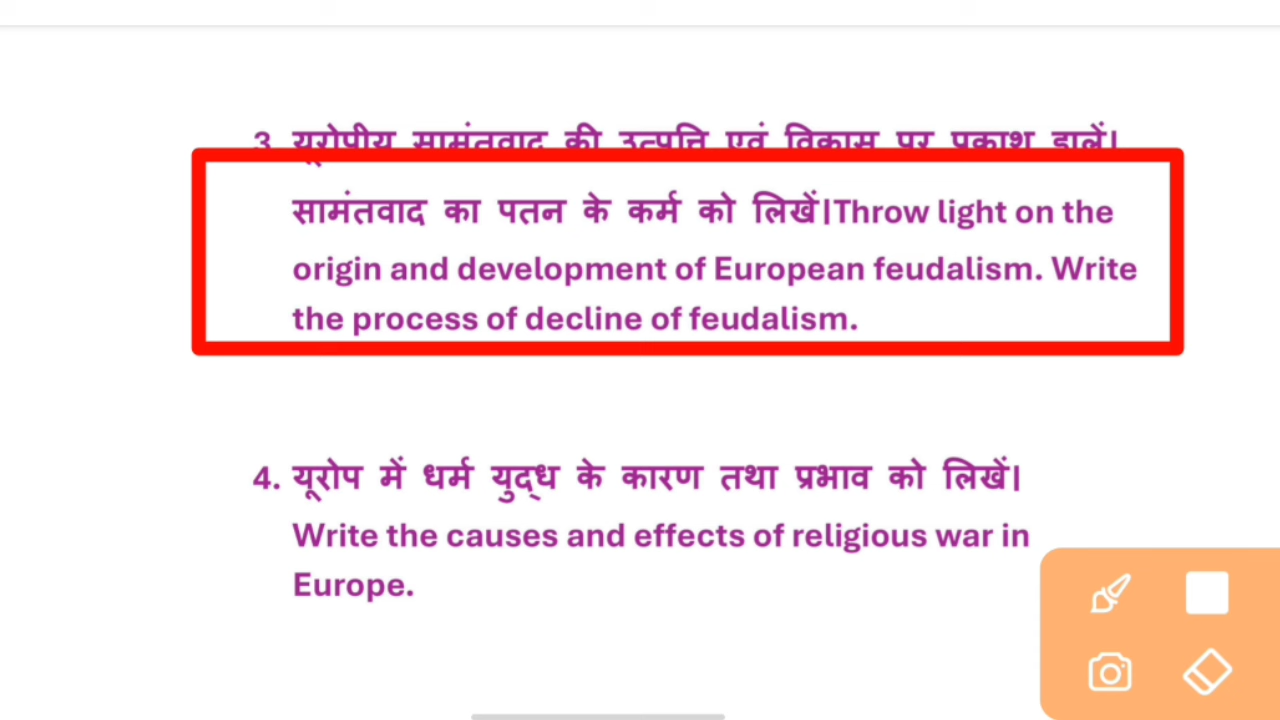 3. यूरोपीय सामंतवाद की उत्पत्ति एवं विकास पर प्रकाश डालें।
सामंतवाद का पतन के कर्म को लिखें।Throw light on the
origin and development of European feudalism. Write
the process of decline of feudalism.
4. यूरोप में धर्म युद्ध के कारण तथा प्रभाव को लिखें।
Write the causes and effects of religious war in
Europe.